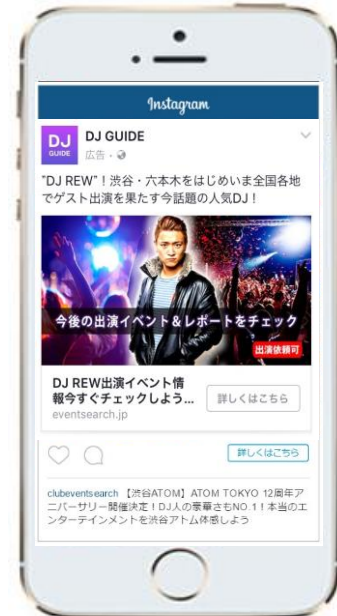 Instagram
DJ
GUIDE
DJ GUIDE
広告・
"DJ REW"！渋谷・六本木をはじめいま全国各地
でゲスト出演を果たす今話題の人気DJ！
今後の出演イベント＆レポートをチェック
出演依頼可
DJ REW出演イベント情
報今すぐチェックしよう...
詳しくはこちら
eventsearch.jp
詳しくはこちら
clubeventsearch 【渋谷ATOM】ATOM TOKYO 12周年ア
ニバーサリー開催決定！DJ人の豪華さもNO.1！本当のエ
ンターテインメントを渋谷アトム体感しよう